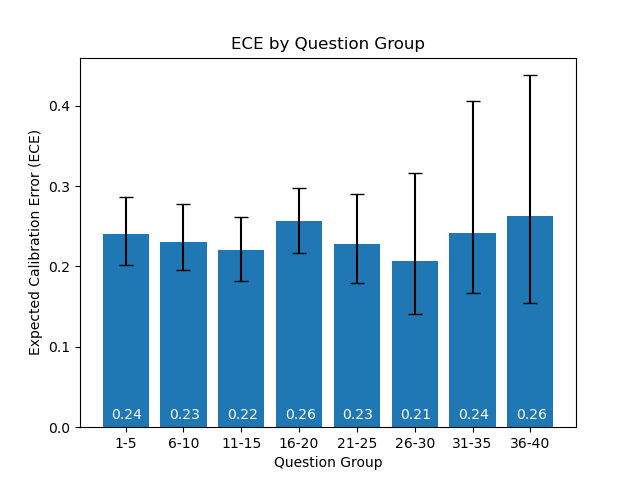 ECE by Question Group
Expected Calibration Error (ECE)
0.4
0.3
0.2
0.1
0.0
0.24 0.23 0.22 0.26 0.23 0.21 0.24 0.26
1-5 6-10 11-15 16-20 21-25 26-30 31-35 36-40
Question Group